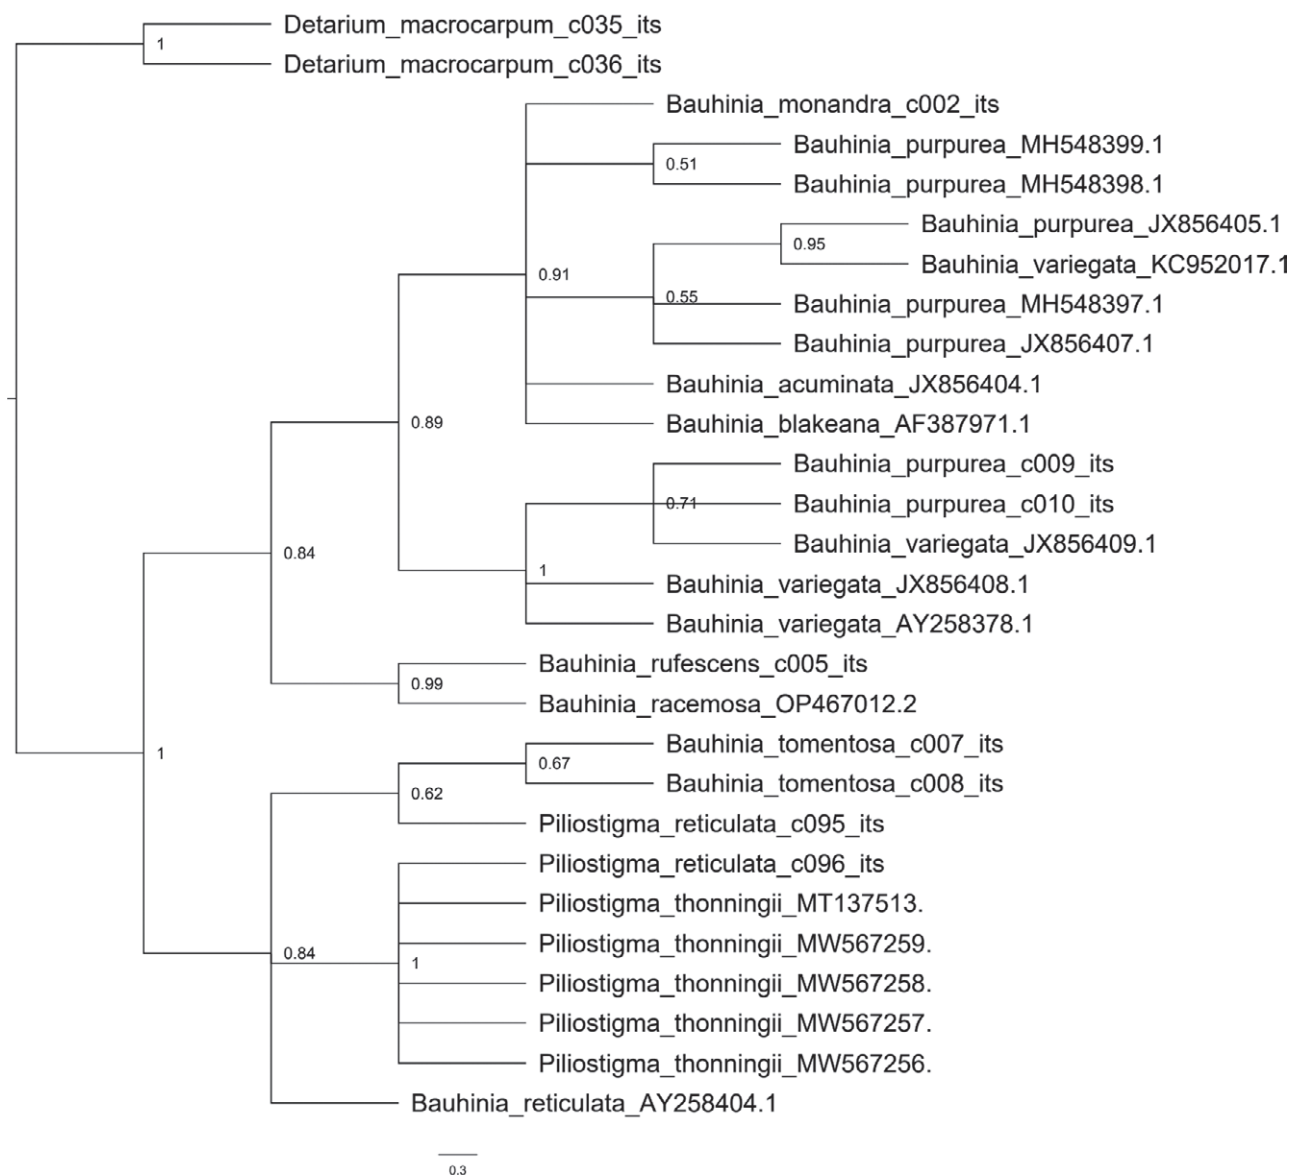 Detarium_macrocarpum_c035_its
1
Detarium_macrocarpum_c036_its
Bauhinia_monandra_c002_its
Bauhinia_purpurea_MH548399.1
0.51
Bauhinia_purpurea_MH548398.1
Bauhinia_purpurea_JX856405.1
0.95
Bauhinia_variegata_KC952017.1
0.91
0.55
Bauhinia_purpurea_MH548397.1
Bauhinia_purpurea_JX856407.1
Bauhinia_acuminata_JX856404.1
0.89
Bauhinia_blakeana_AF387971.1
Bauhinia_purpurea_c009_its
0.71
Bauhinia_purpurea_c010_its
Bauhinia_variegata_JX856409.1
0.84
1
Bauhinia_variegata_JX856408.1
Bauhinia_variegata_AY258378.1
Bauhinia_rufescens_c005_its
0.99
Bauhinia_racemosa_OP467012.2
Bauhinia_tomentosa_c007_its
1
0.67
Bauhinia_tomentosa_c008_its
0.62
Piliostigma_reticulata_c095_its
Piliostigma_reticulata_c096_its
Piliostigma_thonningii_MT137513.
Piliostigma_thonningii_MW567259.
0.84
1
Piliostigma_thonningii_MW567258.
Piliostigma_thonningii_MW567257.
Piliostigma_thonningii_MW567256.
Bauhinia_reticulata_AY258404.1
0.3